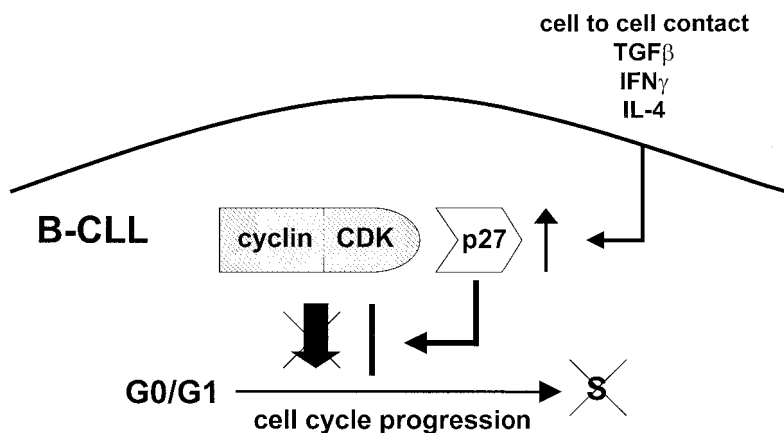 cell to cell contact
TGFβ
IFNγ
IL-4
B-CLL
cyclin
CDK
p27
G0/G1
S
cell cycle progression